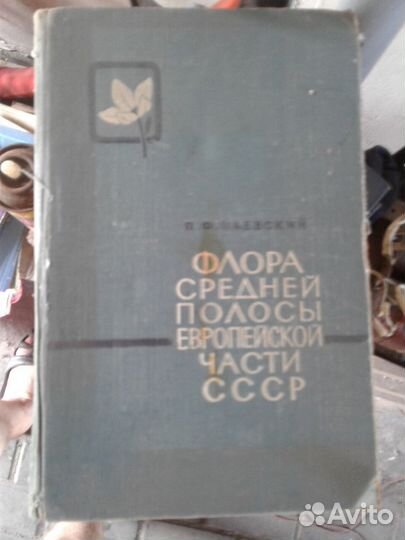 П. Ф. МАЕВСКИЙ
ФЛОРА
СРЕДНЕЙ
ПОЛОСЫ
ЕВРОПЕЙСКОЙ
ЧАСТИ
СССР
Avito